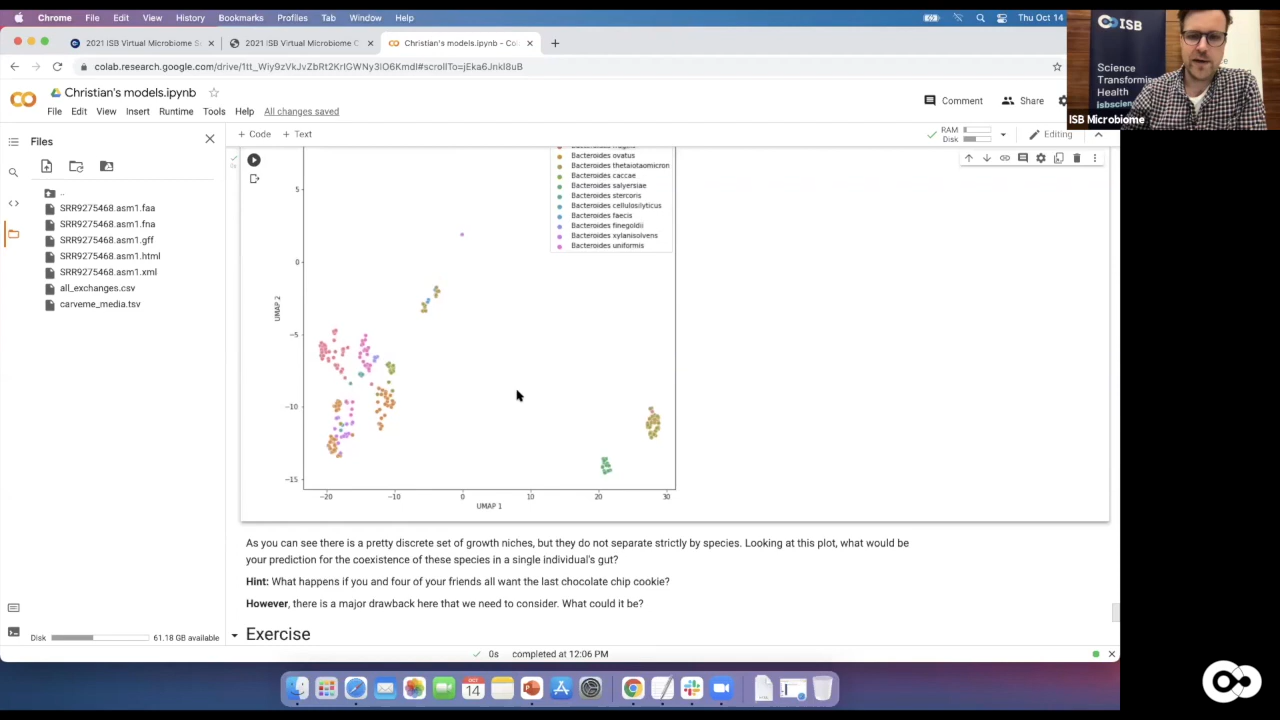 Chrome File Edit View History Bookmarks Profiles Tab Window Help Thu Oct 14
2021 ISB Virtual Microbiome S
2021 ISB Virtual Microbiome C
Christian's models.ipynb - Co
colab.research.google.com/drive/1tt_Wiy9zVkJvZbRt2KrIGWNy3IO6KmdI#scrollTo=jEka6JnkI8uB
Christian's models.ipynb
File Edit View Insert Runtime Tools Help All changes saved
Comment Share
+ Code + Text
RAM
Disk
Editing
Files
..
SRR9275468.asm1.faa
SRR9275468.asm1.fna
SRR9275468.asm1.gff
SRR9275468.asm1.html
SRR9275468.asm1.xml
all_exchanges.csv
carveme_media.tsv
Disk 61.18 GB available
Bacteroides ovatus
Bacteroides thetaiotaomicron
Bacteroides caccae
Bacteroides salyersiae
Bacteroides stercoris
Bacteroides cellulosilyticus
Bacteroides faecis
Bacteroides finegoldii
Bacteroides xylanisolvens
Bacteroides uniformis
5
0
−5
−10
−15
UMAP 2
−20 −10 0 10 20 30
UMAP 1
As you can see there is a pretty discrete set of growth niches, but they do not separate strictly by species. Looking at this plot, what would be
your prediction for the coexistence of these species in a single individual's gut?
Hint: What happens if you and four of your friends all want the last chocolate chip cookie?
However, there is a major drawback here that we need to consider. What could it be?
Exercise
0s completed at 12:06 PM
ISB
Science
Transforming
Health
isbscien
ISB Microbiome
OCT
14